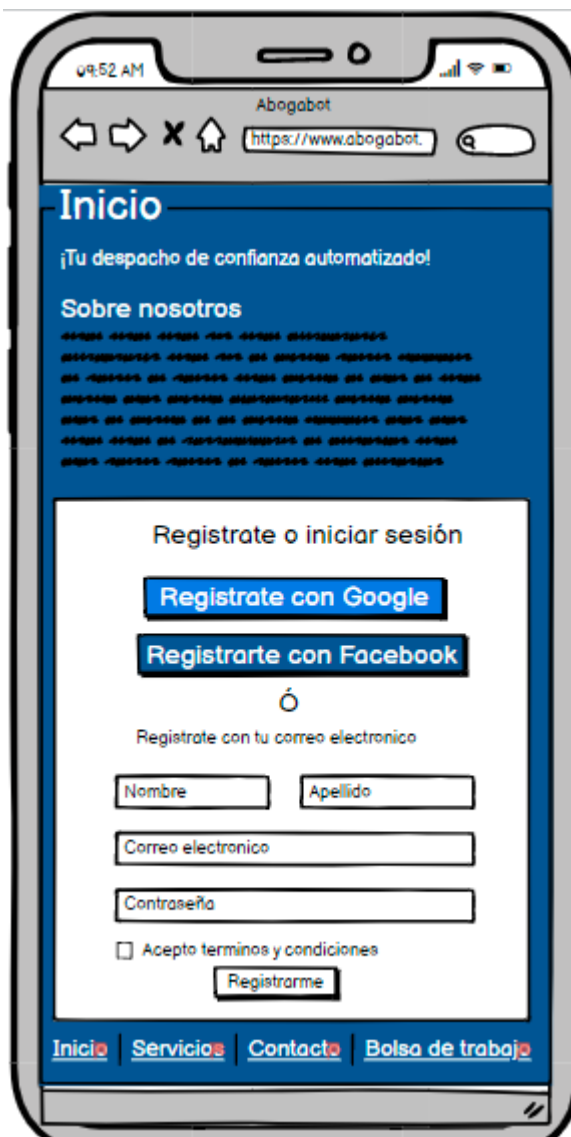 09:52 AM
Abogabot
https://www.abogabot.
Inicio
¡Tu despacho de confianza automatizado!
Sobre nosotros
Registrate o iniciar sesión
Registrate con Google
Registrarte con Facebook
Ó
Registrate con tu correo electronico
Nombre Apellido
Correo electronico
Contraseña
Acepto terminos y condiciones
Registrarme
Inicio Servicios Contacto Bolsa de trabajo